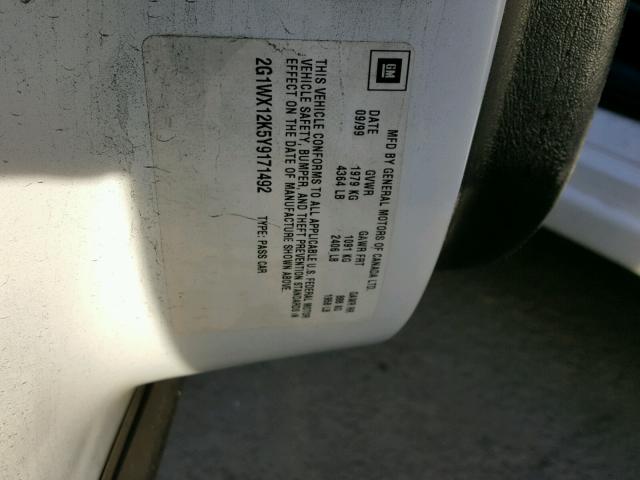 GM
MFD BY GENERAL MOTORS OF CANADA LTD.
DATE GVWR GAWR FRT GAWR RR
09/99 1979 KG 1091 KG 888 KG
4364 LB 2406 LB 1958 LB
THIS VEHICLE CONFORMS TO ALL APPLICABLE U.S. FEDERAL MOTOR
VEHICLE SAFETY, BUMPER, AND THEFT PREVENTION STANDARDS IN
EFFECT ON THE DATE OF MANUFACTURE SHOWN ABOVE.
2G1WX12K5Y9171492 TYPE: PASS CAR